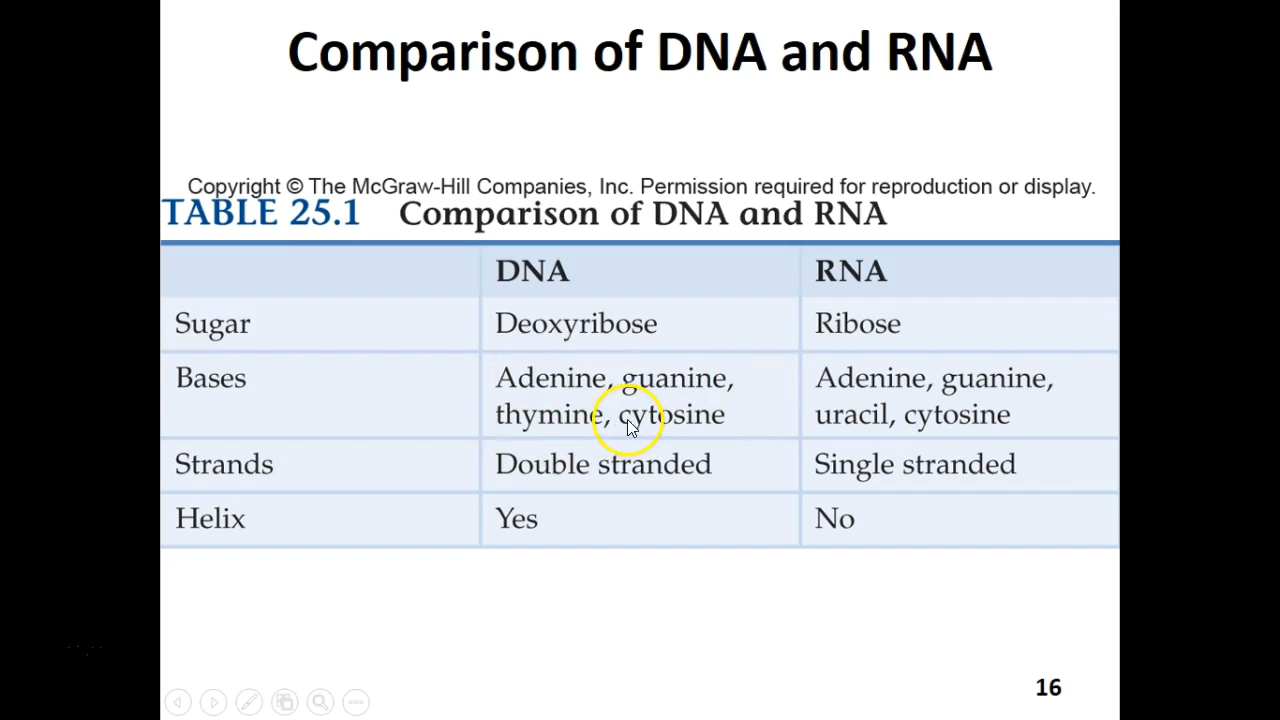 Comparison of DNA and RNA
Copyright © The McGraw-Hill Companies, Inc. Permission required for reproduction or display.
TABLE 25.1 Comparison of DNA and RNA
DNA RNA
Sugar Deoxyribose Ribose
Bases Adenine, guanine, Adenine, guanine,
thymine, cytosine uracil, cytosine
Strands Double stranded Single stranded
Helix Yes No
16